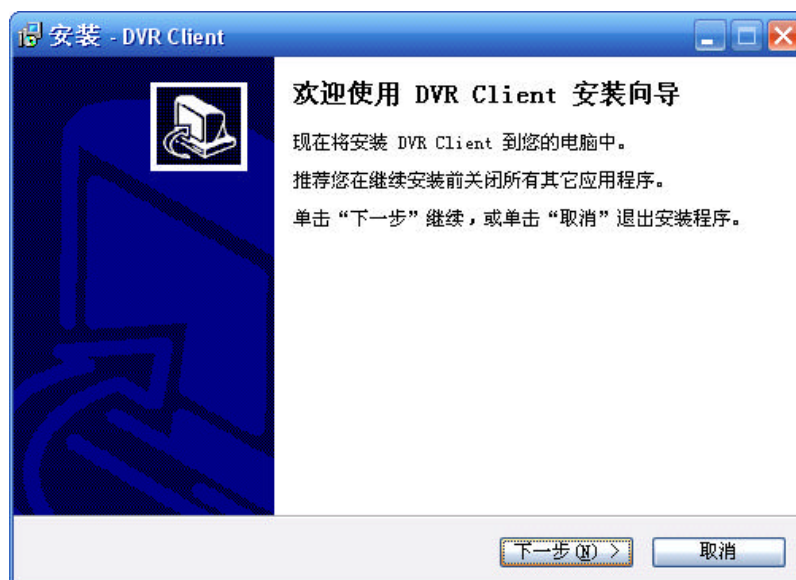 安装 - DVR Client
欢迎使用 DVR Client 安装向导
现在将安装 DVR Client 到您的电脑中。
推荐您在继续安装前关闭所有其它应用程序。
单击“下一步”继续，或单击“取消”退出安装程序。
下一步(N) >
取消